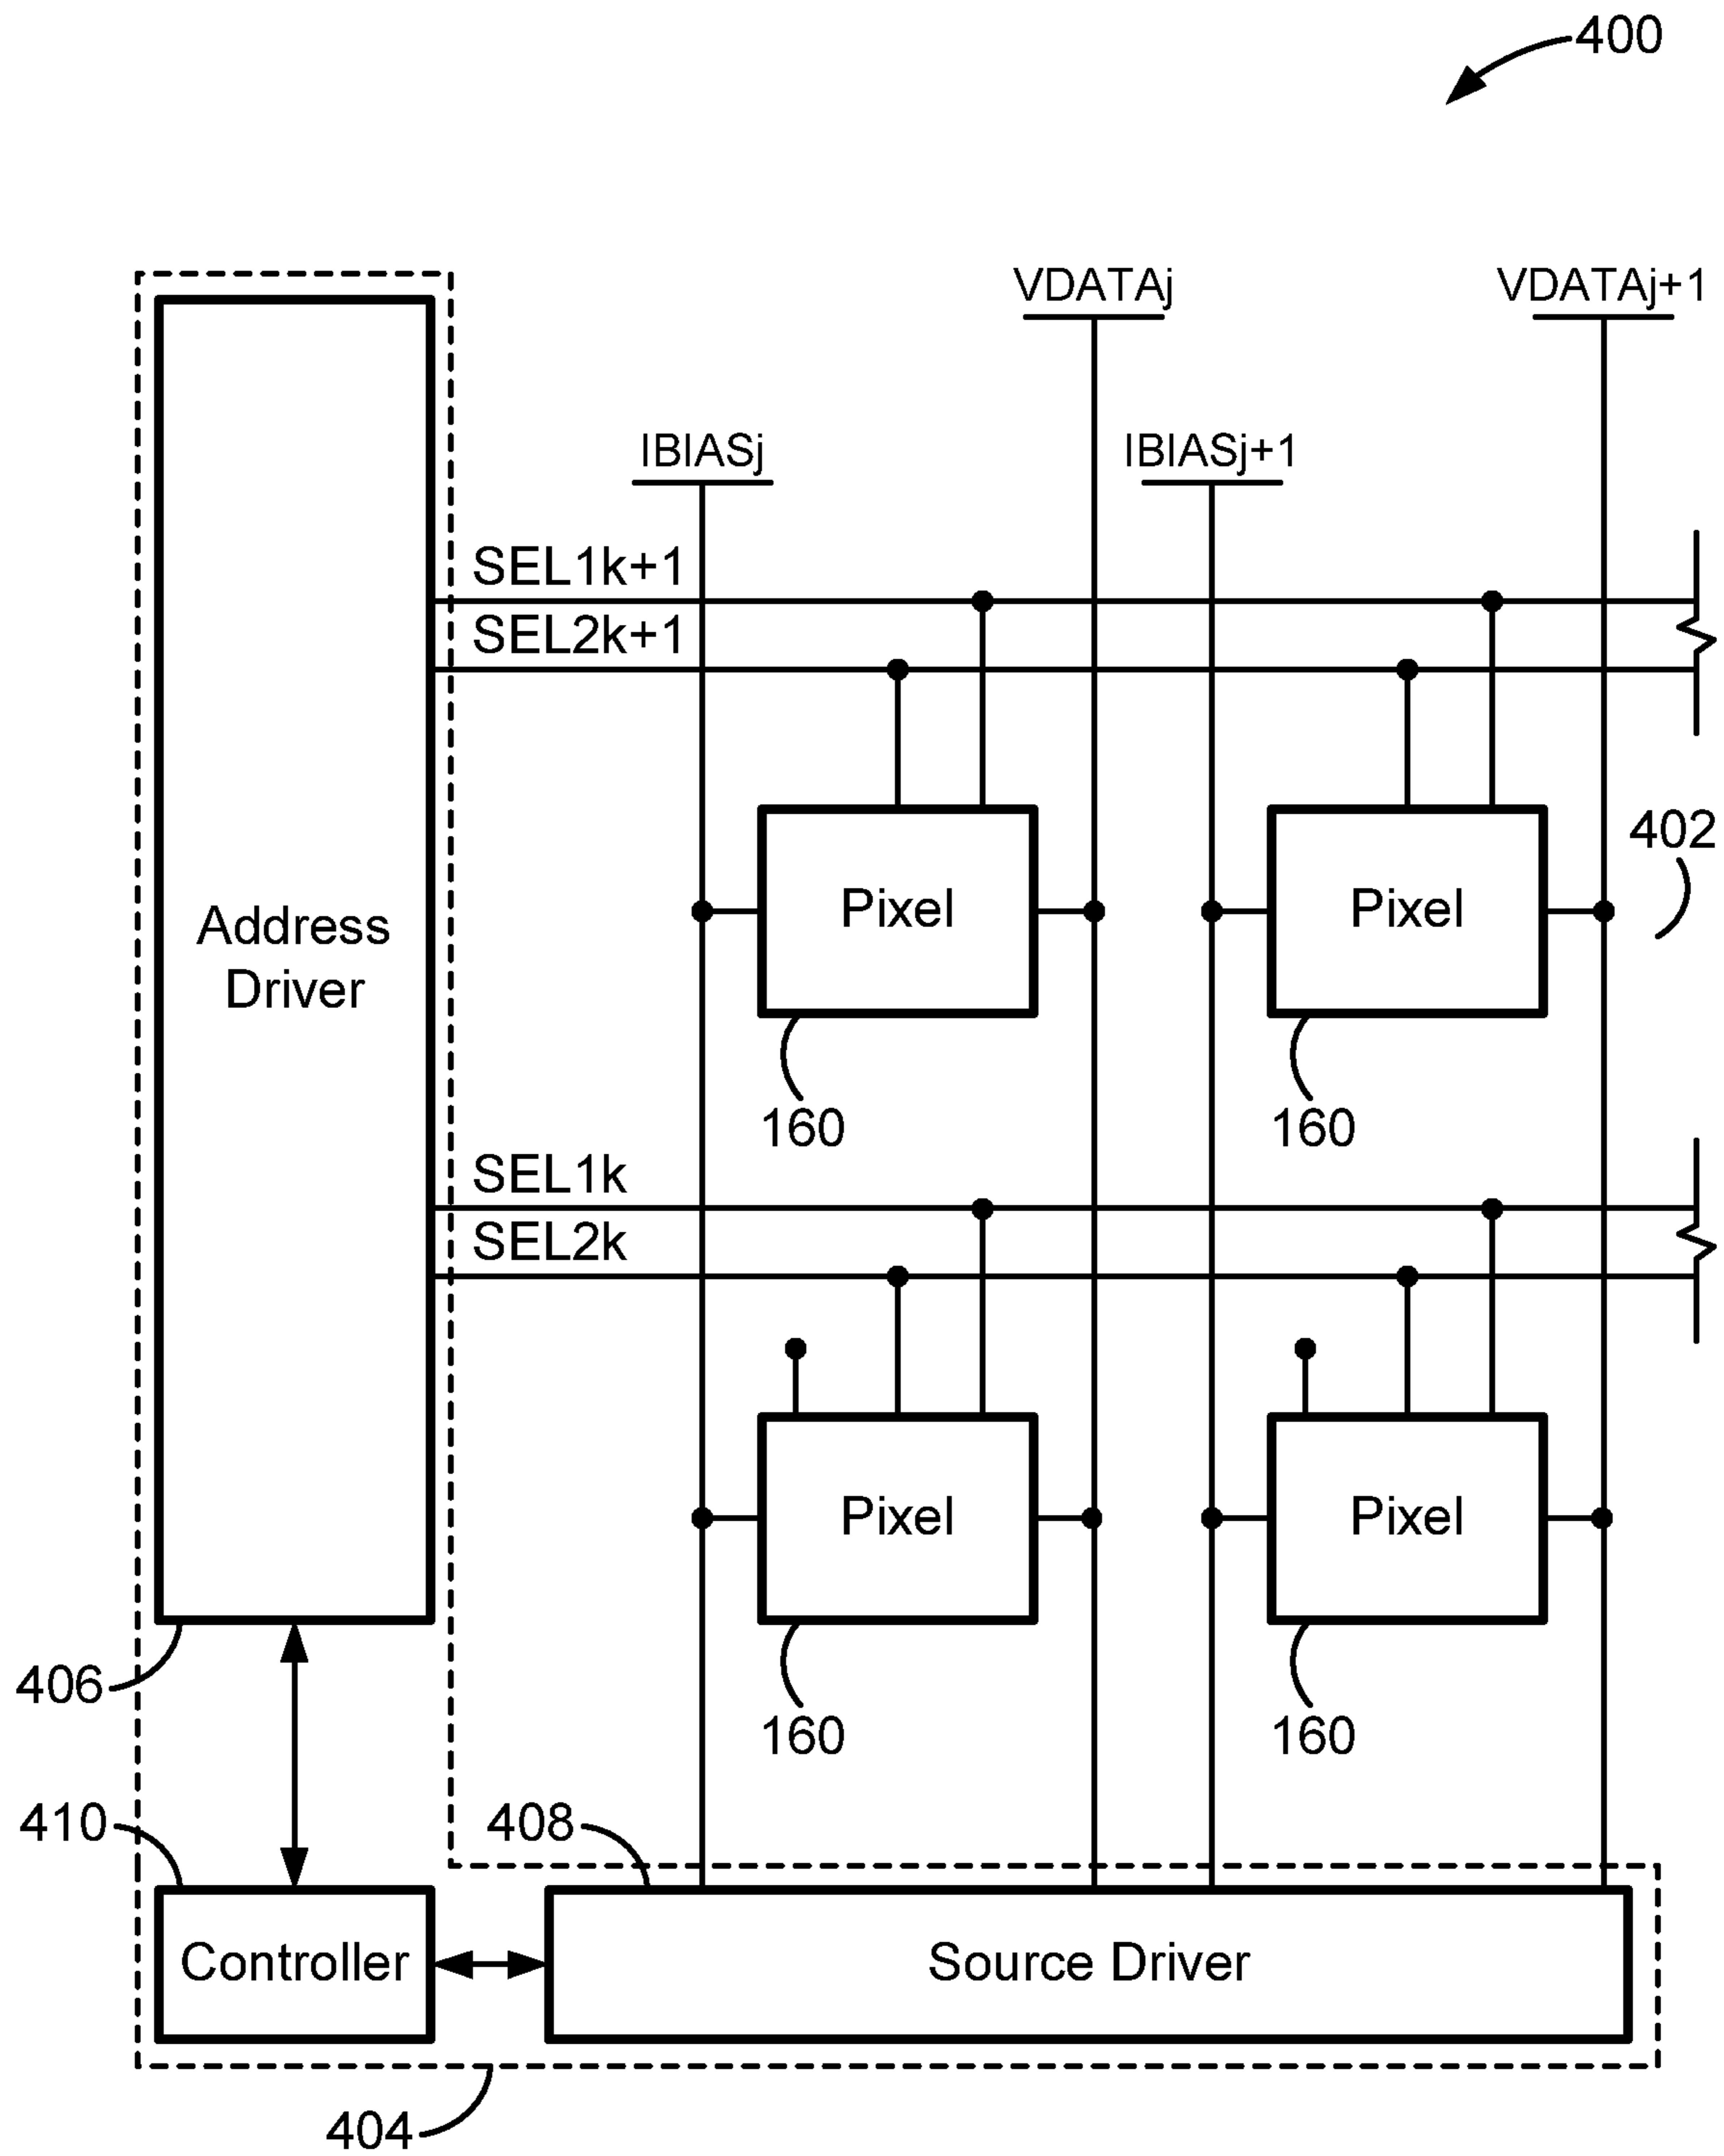 400
VDATAj
VDATAj+1
IBIASj
IBIASj+1
SEL1k+1
SEL2k+1
402
Pixel
Pixel
Address
Driver
160
160
SEL1k
SEL2k
Pixel
Pixel
406
160
160
410
408
Controller
Source Driver
404